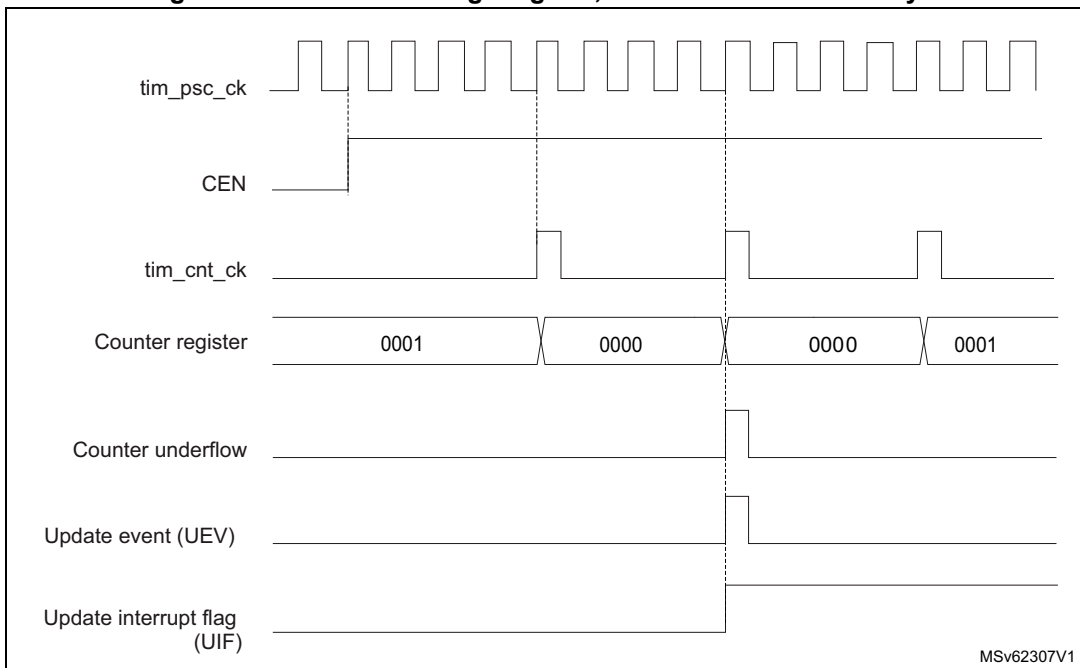 tim_psc_ck
CEN
tim_cnt_ck
Counter register
0001
0000
0000
0001
Counter underflow
Update event (UEV)
Update interrupt flag
(UIF)
MSv62307V1